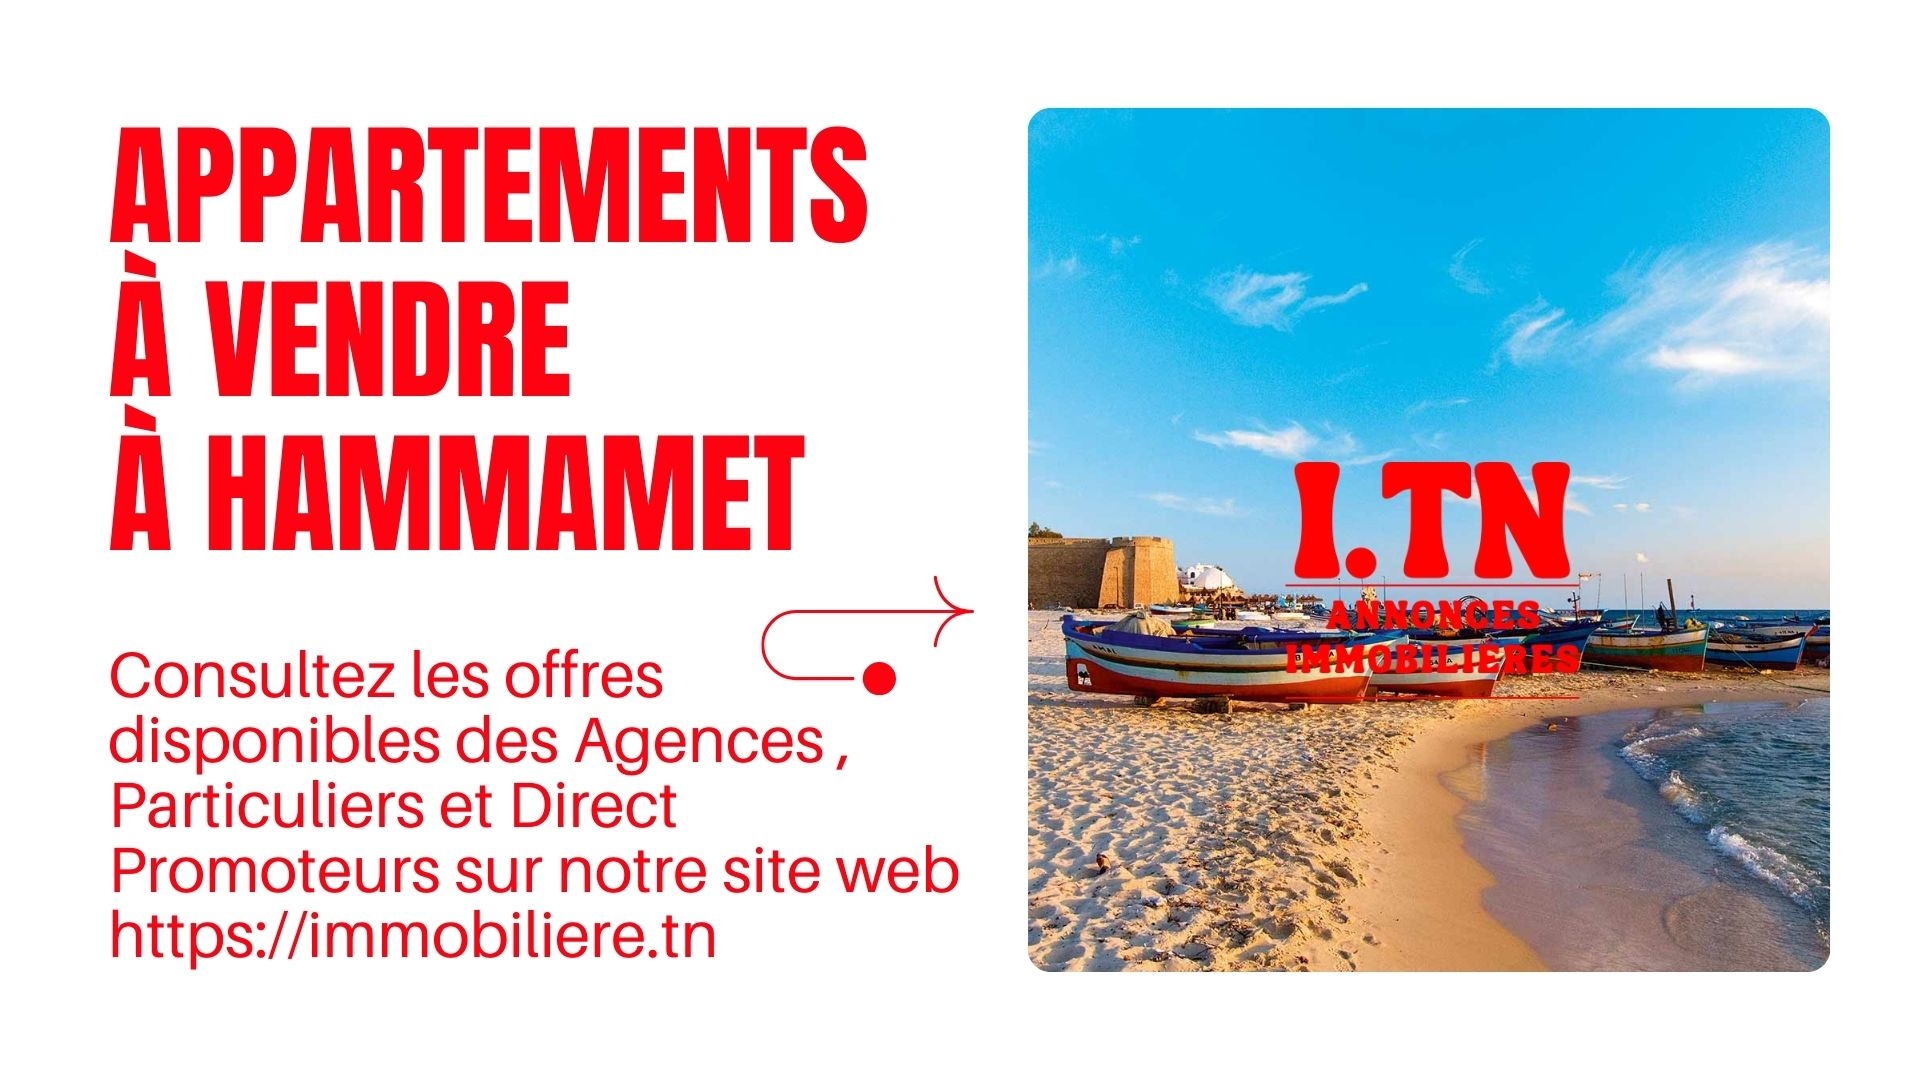 APPARTEMENTS
À VENDRE
À HAMMAMET
Consultez les offres
disponibles des Agences ,
Particuliers et Direct
Promoteurs sur notre site web
https://immobiliere.tn
I.TN
ANNONCES
IMMOBILIÈRES